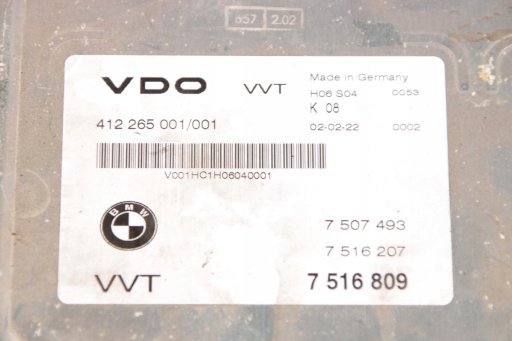 657 2.02
VDO VVT Made in Germany
H06 S04 0053
K 08
412 265 001/001 02-02-22 0002
V001HC1H06040001
BMW
7 507 493
7 516 207
VVT 7 516 809